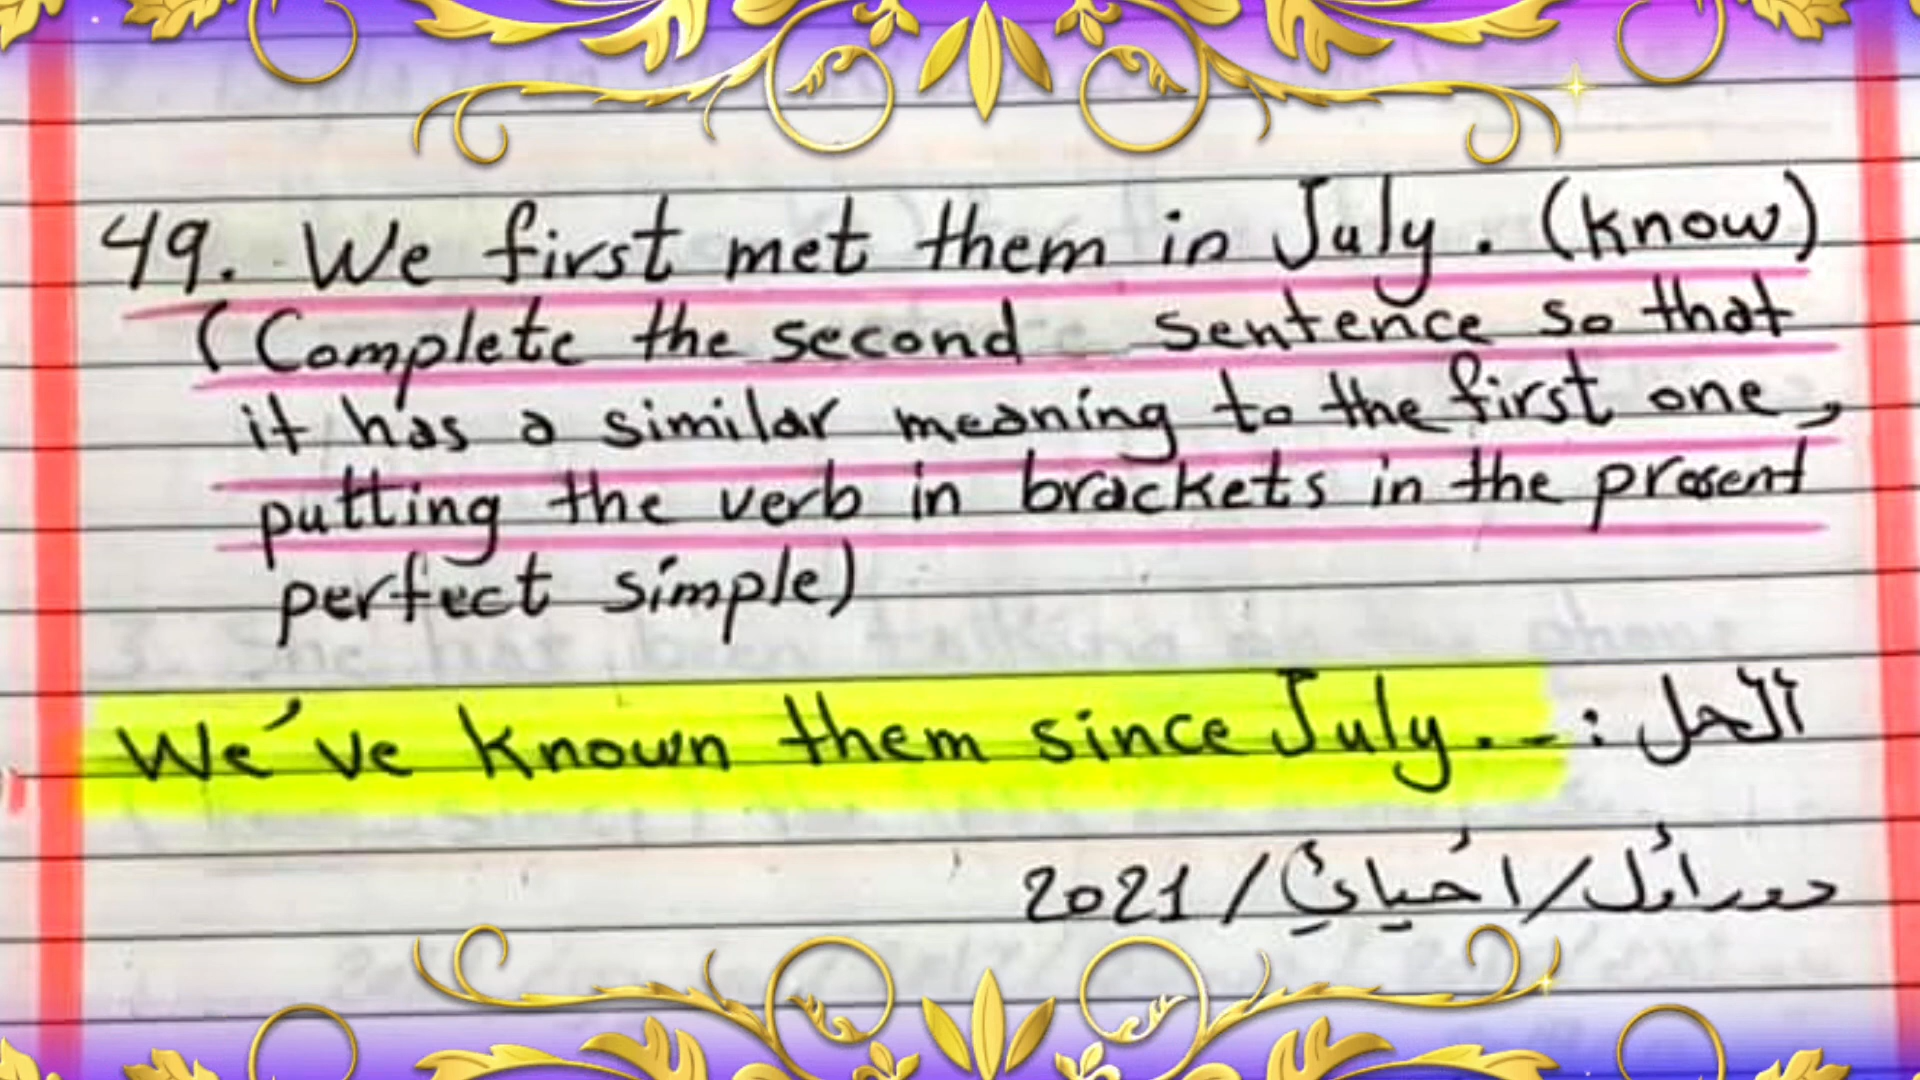 49. We first met them in July. (know)
(Complete the second sentence so that
it has a similar meaning to the first one,
putting the verb in brackets in the present
perfect simple)
We've known them since July. : الحل
دور اول/احيائي/2021